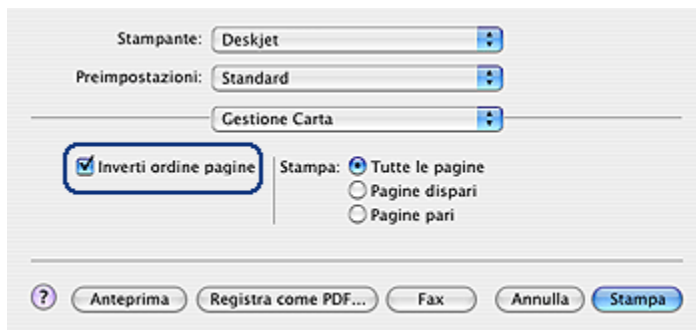 Stampante: Deskjet
Preimpostazioni: Standard
Gestione Carta
Inverti ordine pagine Stampa: Tutte le pagine
Pagine dispari
Pagine pari
? Anteprima Registra come PDF... Fax Annulla Stampa